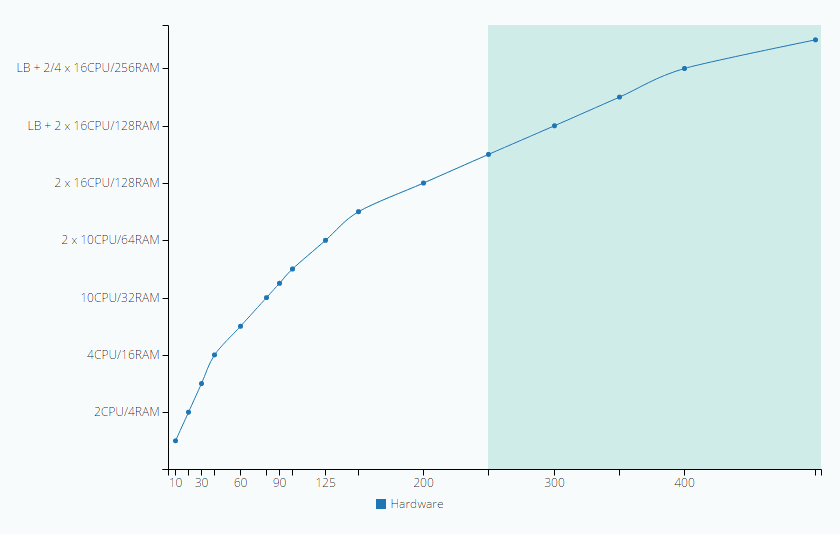 LB + 2/4 x 16CPU/256RAM
LB + 2 x 16CPU/128RAM
2 x 16CPU/128RAM
2 x 10CPU/64RAM
10CPU/32RAM
4CPU/16RAM
2CPU/4RAM
10 30 60 90 125 200 300 400
Hardware